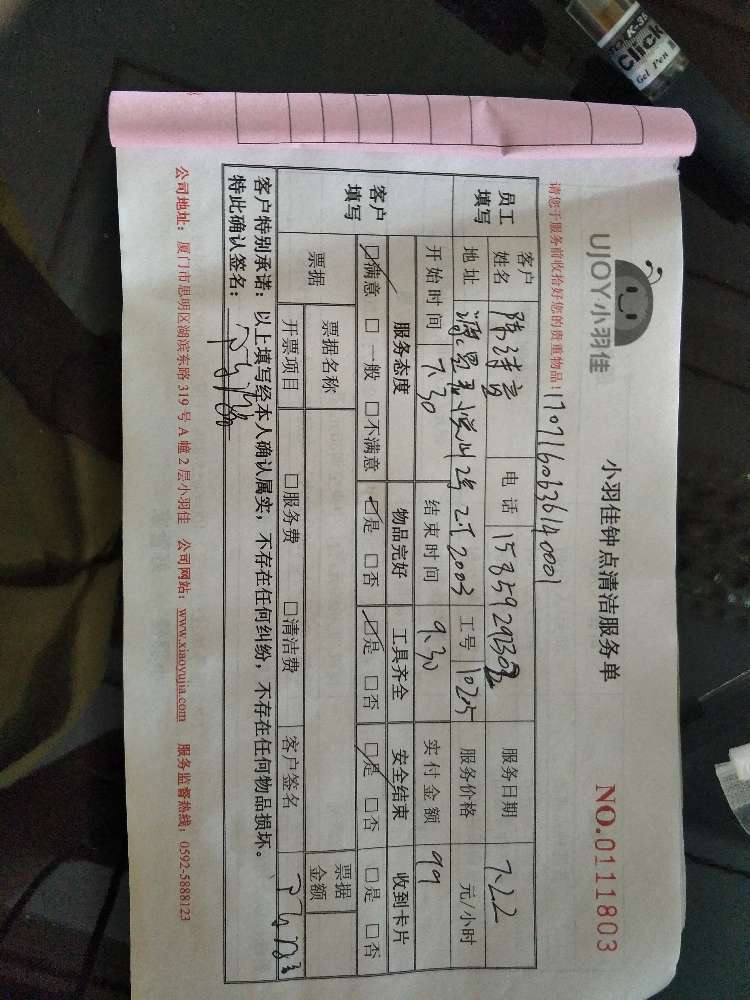 K-35
Click
Gel Pen
UJOY小羽佳
小羽佳钟点清洁服务单
NO.0111803
请您于服务前收拾好您的贵重物品！
1707160636140001
员工填写 客户姓名 电话 15859292302 服务日期 7.22
地址 2003 工号 10205 服务价格 元/小时
开始时间 7.30 结束时间 9.30 实付金额 99
客户填写 服务态度 物品完好 工具齐全 安全结束 收到卡片
☑满意 □一般 □不满意 ☑是 □否 ☑是 □否 ☑是 □否 □是 □否
票据 票据名称 票据金额
开票项目 □服务费 □清洁费 客户签名
客户特别承诺：以上填写经本人确认属实，不存在任何纠纷，不存在任何物品损坏。
特此确认签名：
公司地址：厦门市思明区湖滨东路 319 号 A 幢 2 层小羽佳 公司网站：www.xiaoyujia.com 服务监督热线：0592-5888123